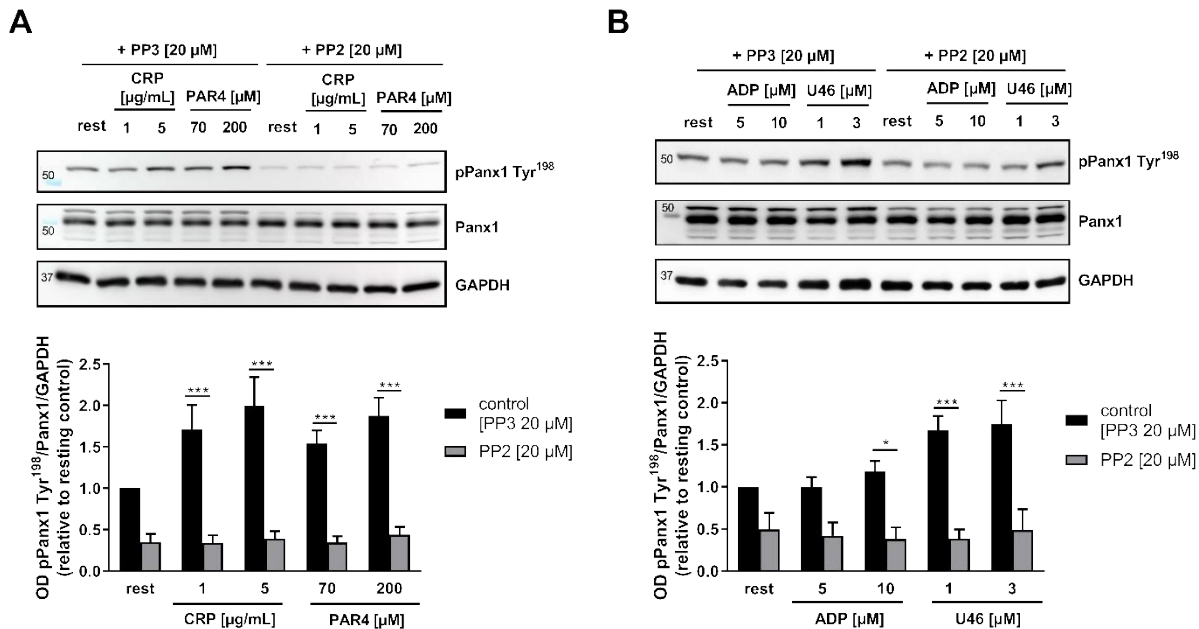 A
+ PP3 [20 µM] + PP2 [20 µM]
CRP [µg/mL] PAR4 [µM] CRP [µg/mL] PAR4 [µM]
rest 1 5 70 200 rest 1 5 70 200
50 pPanx1 Tyr198
50 Panx1
37 GAPDH
OD pPanx1 Tyr198/Panx1/GAPDH
(relative to resting control)
2.5
2.0
1.5
1.0
0.5
0.0
*** *** *** ***
control
[PP3 20 µM]
PP2 [20 µM]
rest 1 5 70 200
CRP [µg/mL] PAR4 [µM]
B
+ PP3 [20 µM] + PP2 [20 µM]
ADP [µM] U46 [µM] ADP [µM] U46 [µM]
rest 5 10 1 3 rest 5 10 1 3
50 pPanx1 Tyr198
50 Panx1
37 GAPDH
OD pPanx1 Tyr198/Panx1/GAPDH
(relative to resting control)
2.5
2.0
1.5
1.0
0.5
0.0
* *** ***
control
[PP3 20 µM]
PP2 [20 µM]
rest 5 10 1 3
ADP [µM] U46 [µM]